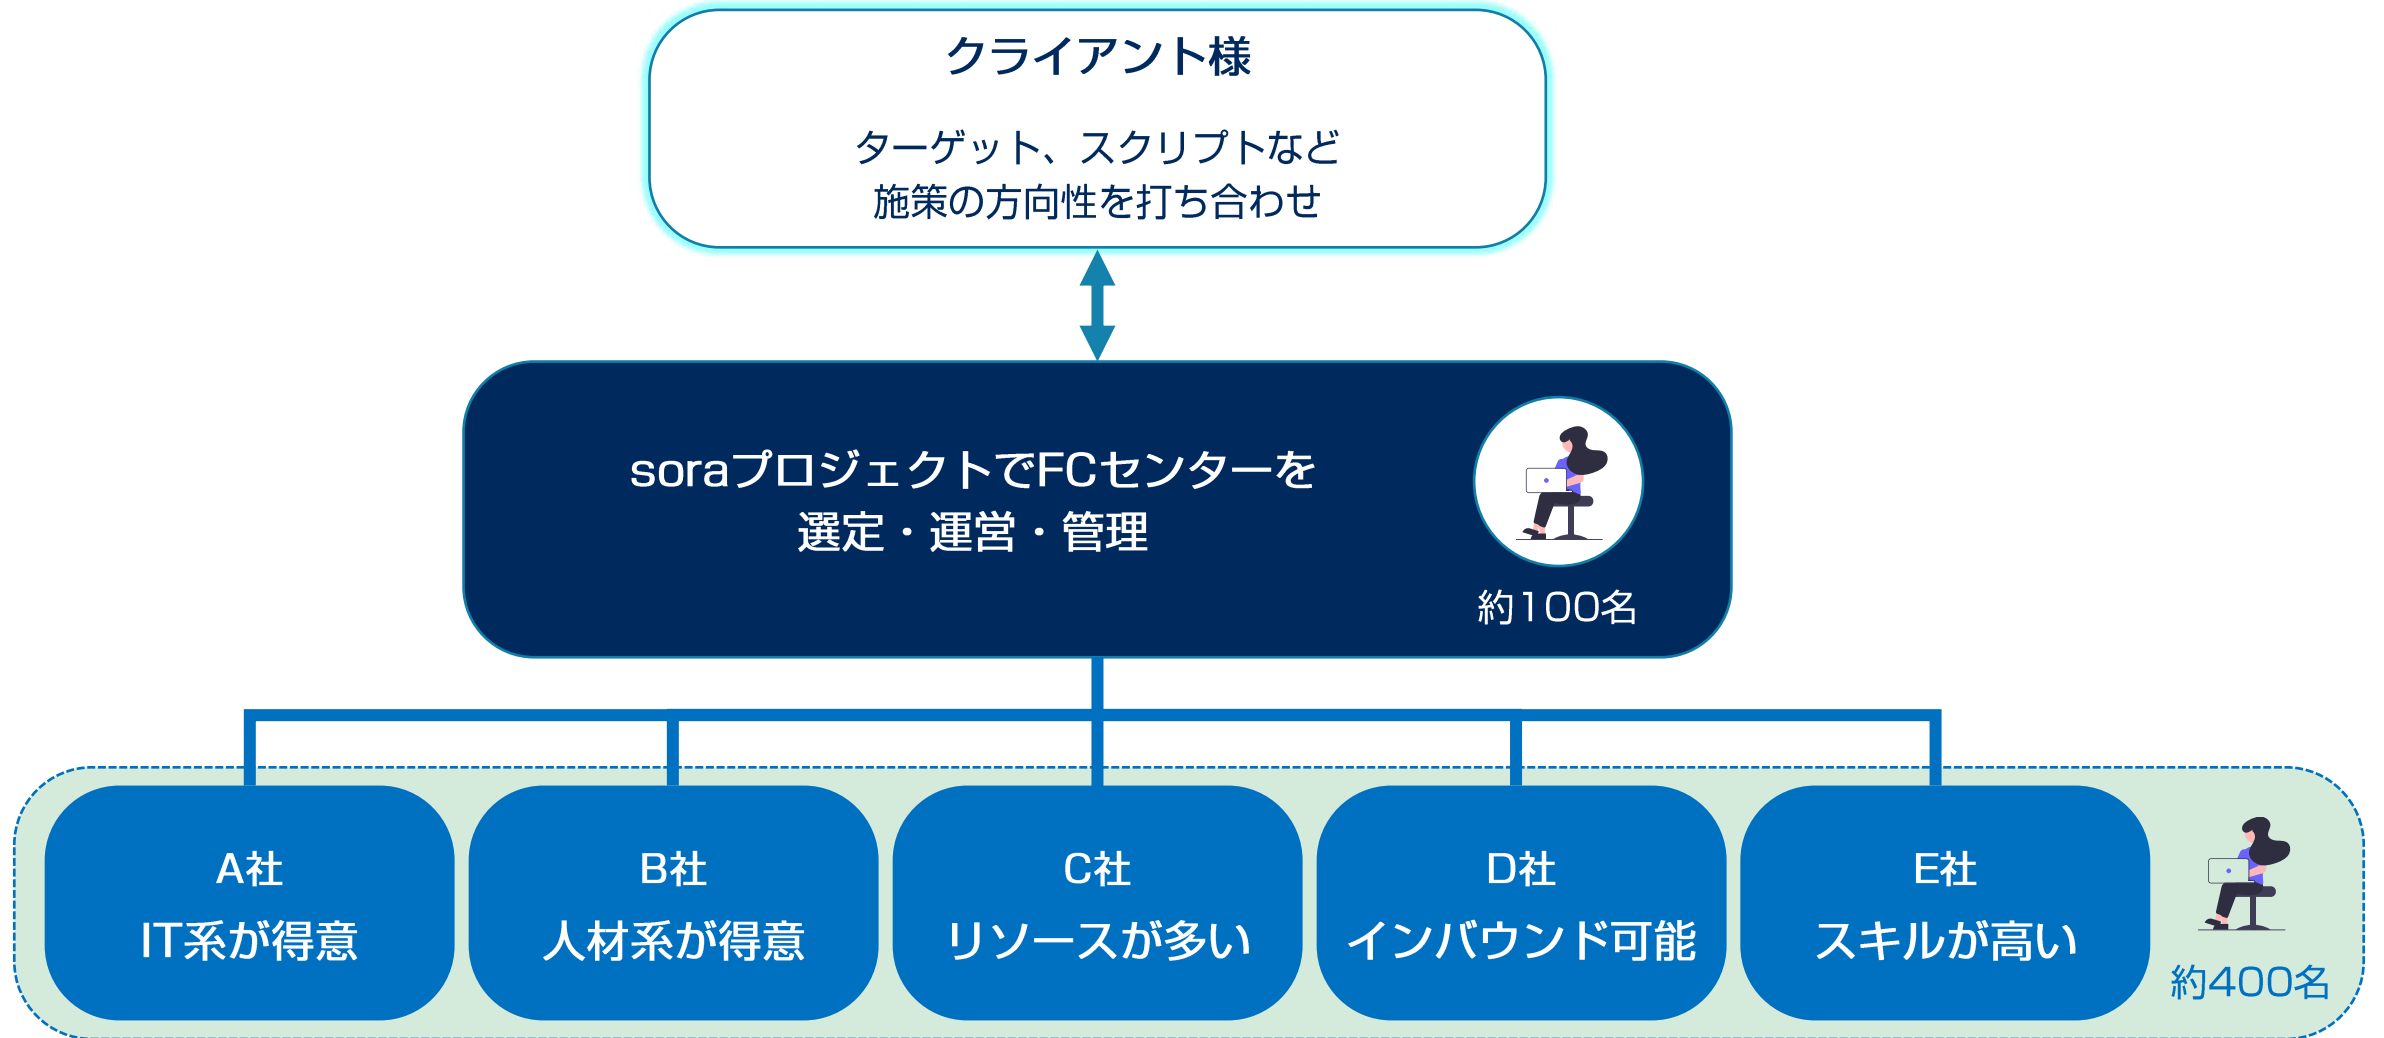 クライアント様
ターゲット、スクリプトなど
施策の方向性を打ち合わせ
soraプロジェクトでFCセンターを
選定・運営・管理
約100名
A社
IT系が得意
B社
人材系が得意
C社
リソースが多い
D社
インバウンド可能
E社
スキルが高い
約400名